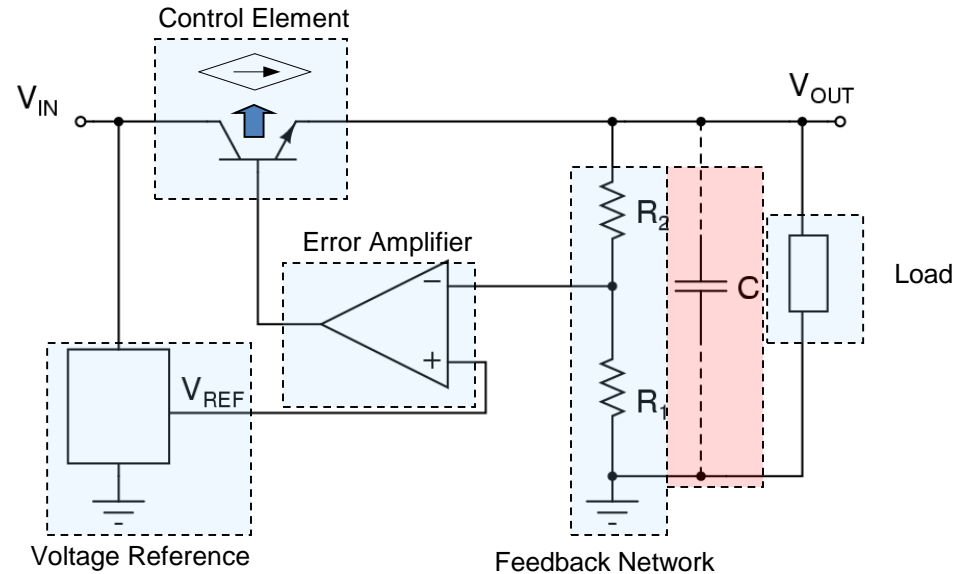 Control Element
V_IN
V_OUT
R_2
Error Amplifier
−
C
Load
+
V_REF
R_1
Voltage Reference
Feedback Network